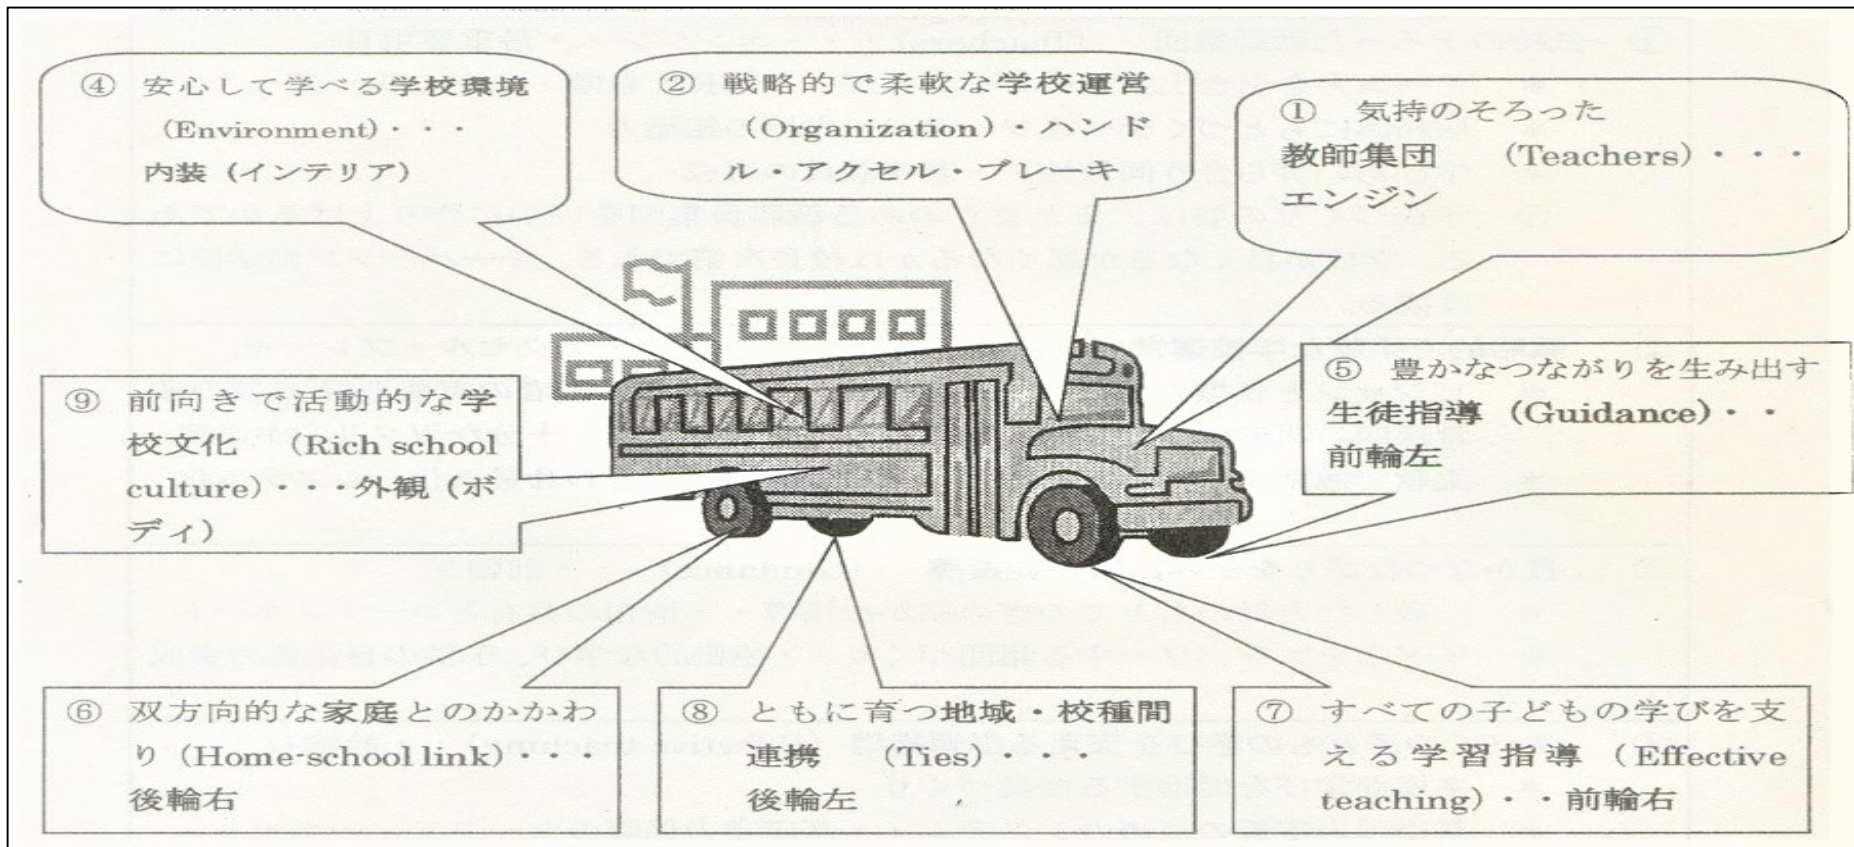 ④ 安心して学べる学校環境
(Environment)・・・
内装（インテリア）
② 戦略的で柔軟な学校運営
(Organization)・ハンド
ル・アクセル・ブレーキ
① 気持のそろった
教師集団 (Teachers)・・・
エンジン
⑨ 前向きで活動的な学
校文化 (Rich school
culture)・・・外観（ボ
ディ）
⑤ 豊かなつながりを生み出す
生徒指導 (Guidance)・・
前輪左
⑥ 双方向的な家庭とのかかわ
り (Home-school link)・・・
後輪右
⑧ ともに育つ地域・校種間
連携 (Ties)・・・
後輪左
⑦ すべての子どもの学びを支
える学習指導 (Effective
teaching)・・前輪右